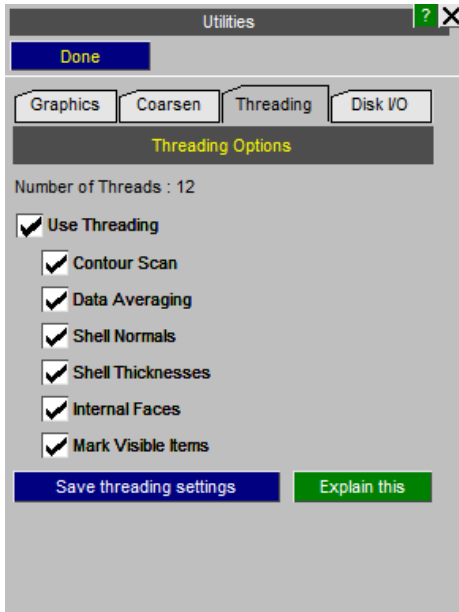 Utilities
?
Done
Graphics Coarsen Threading Disk I/O
Threading Options
Number of Threads : 12
Use Threading
Contour Scan
Data Averaging
Shell Normals
Shell Thicknesses
Internal Faces
Mark Visible Items
Save threading settings Explain this